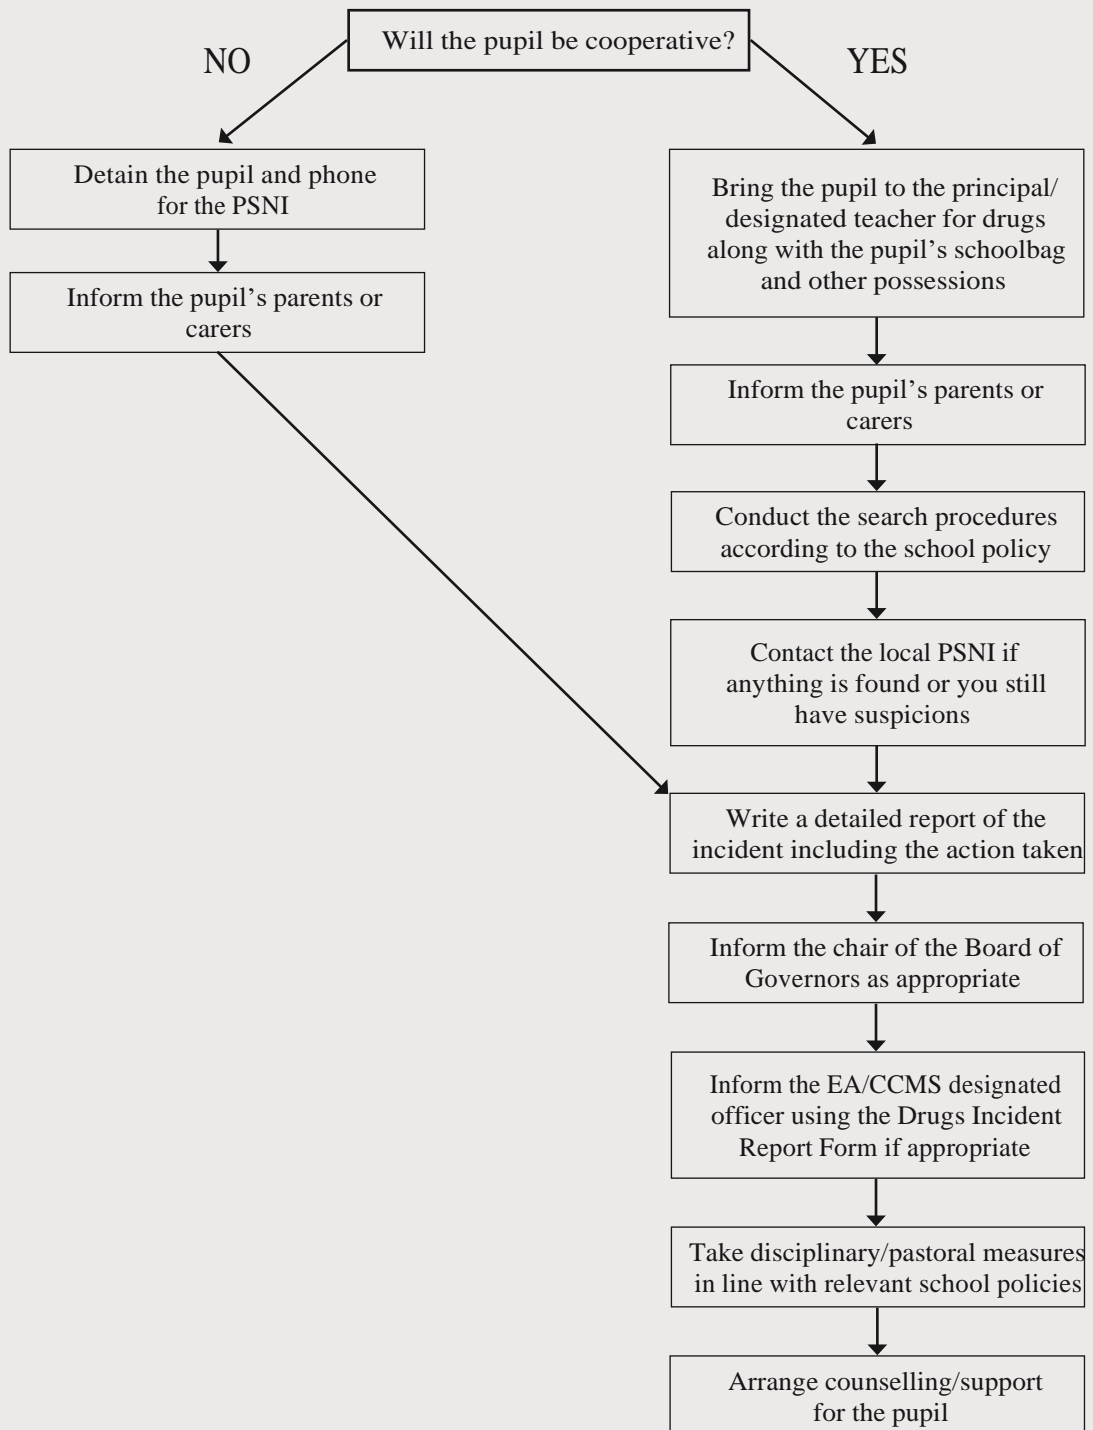 Will the pupil be cooperative?
NO
YES
Detain the pupil and phone
for the PSNI
Inform the pupil's parents or
carers
Bring the pupil to the principal/
designated teacher for drugs
along with the pupil's schoolbag
and other possessions
Inform the pupil's parents or
carers
Conduct the search procedures
according to the school policy
Contact the local PSNI if
anything is found or you still
have suspicions
Write a detailed report of the
incident including the action taken
Inform the chair of the Board of
Governors as appropriate
Inform the EA/CCMS designated
officer using the Drugs Incident
Report Form if appropriate
Take disciplinary/pastoral measures
in line with relevant school policies
Arrange counselling/support
for the pupil